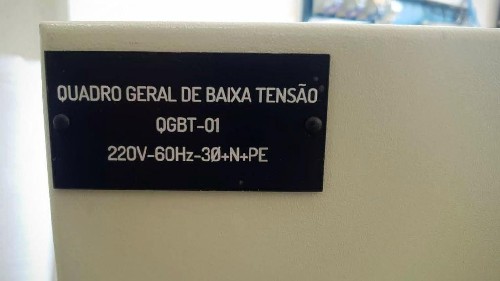 QUADRO GERAL DE BAIXA TENSÃO
QGBT-01
220V-60Hz-3Ø+N+PE